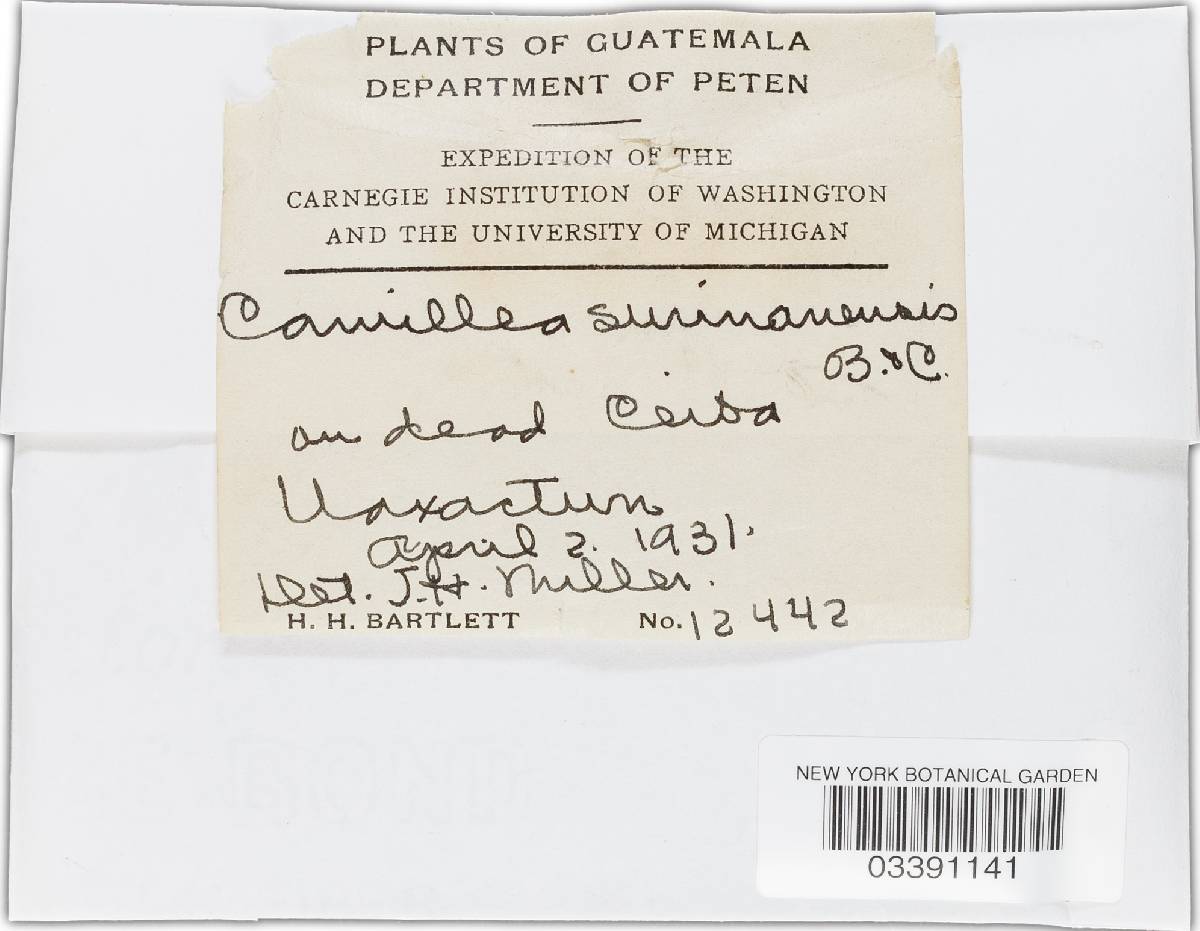 PLANTS OF GUATEMALA
DEPARTMENT OF PETEN
EXPEDITION OF THE
CARNEGIE INSTITUTION OF WASHINGTON
AND THE UNIVERSITY OF MICHIGAN
Camillea surinamensis
B. & C.
on dead Ceiba
Uaxactun
April 2. 1931.
Det. J.H. Miller.
H. H. BARTLETT No. 12442
NEW YORK BOTANICAL GARDEN
03391141